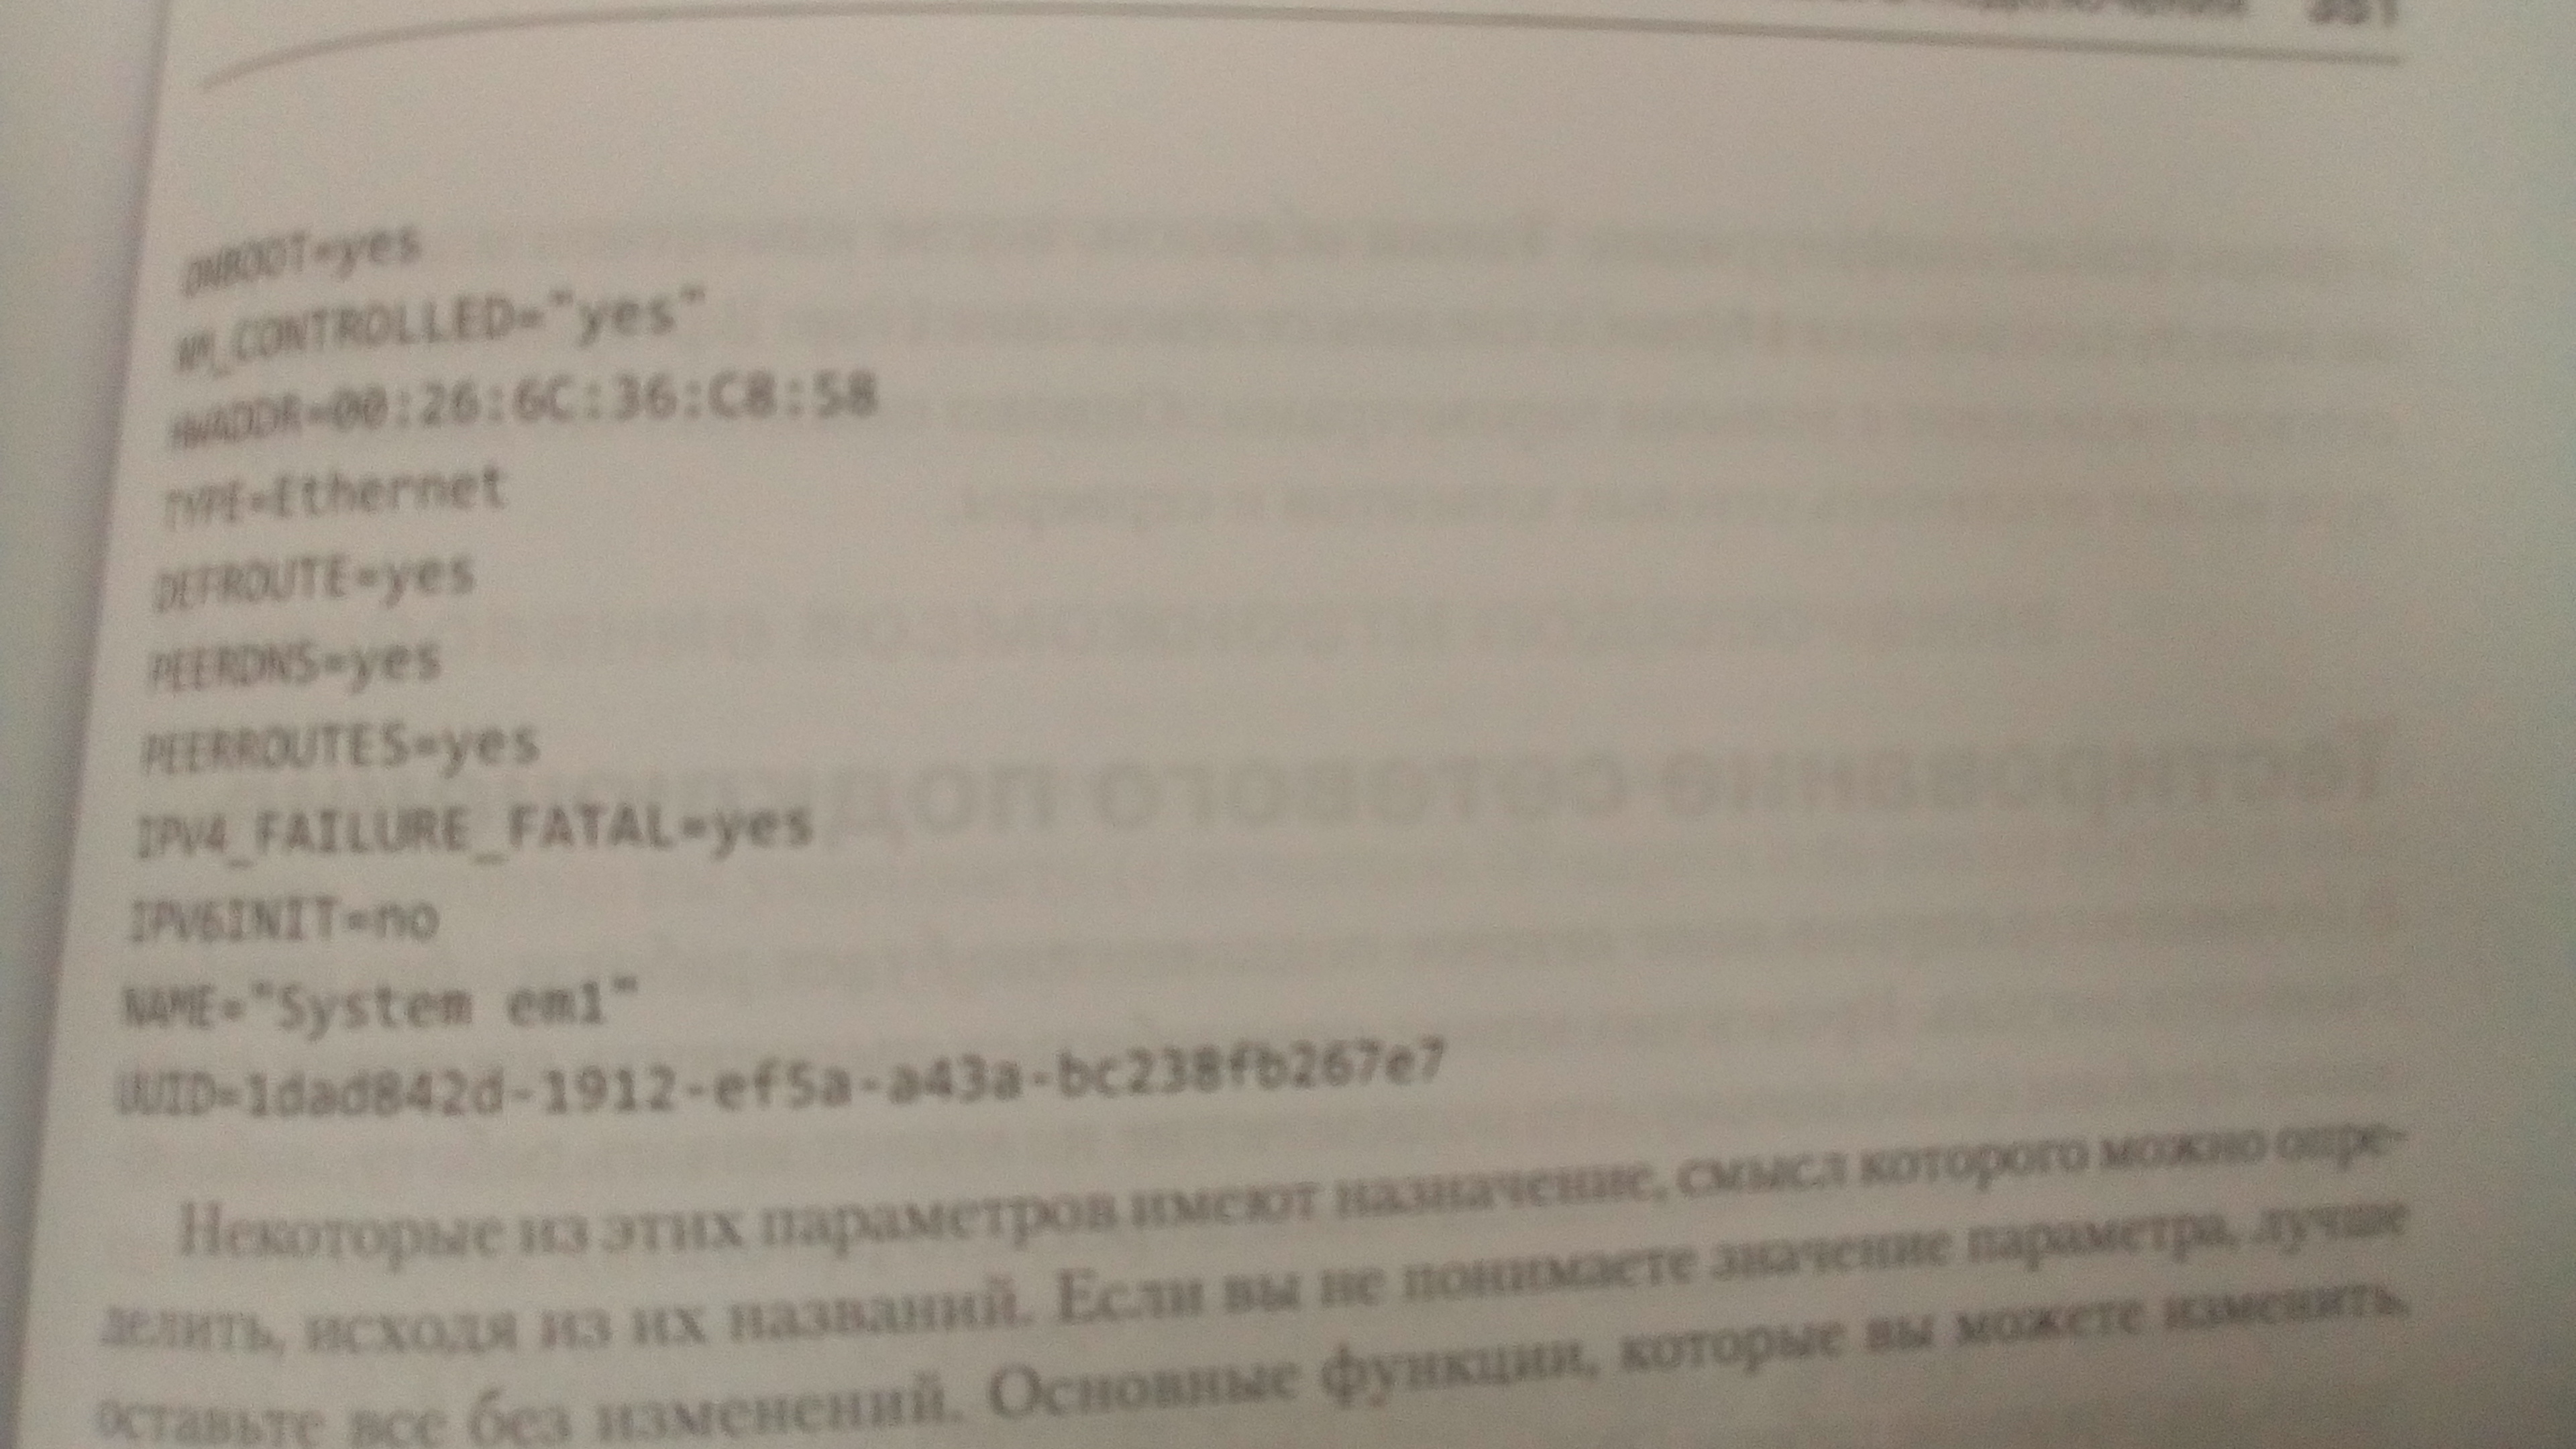 ONBOOT=yes
NM_CONTROLLED="yes"
HWADDR=00:26:6C:36:C8:58
TYPE=Ethernet
DEFROUTE=yes
PEERDNS=yes
PEERROUTES=yes
IPV4_FAILURE_FATAL=yes
IPV6INIT=no
NAME="System em1"
UUID=1dad842d-1912-ef5a-a43a-bc238fb267e7
Некоторые из этих параметров имеют назначение, смысл которого можно опре-
делить, исходя из их названий. Если вы не понимаете значение параметра, лучше
оставьте все без изменений. Основные функции, которые вы можете изменить,